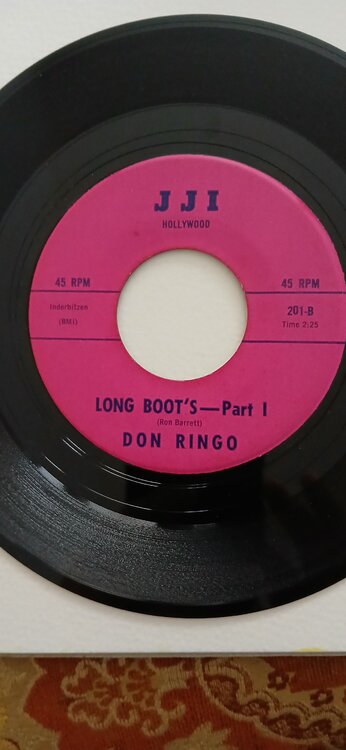 JJI
HOLLYWOOD
45 RPM
45 RPM
Inderbitzen
(BMI)
201-B
Time 2:25
LONG BOOT'S—Part I
(Ron Barrett)
DON RINGO